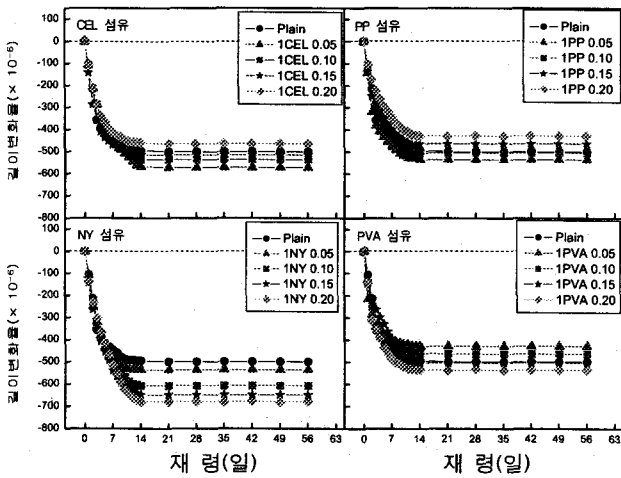 CEL 섬유
Plain
1CEL 0.05
1CEL 0.10
1CEL 0.15
1CEL 0.20
길이변화율(× 10⁻⁶)
100
0
-100
-200
-300
-400
-500
-600
-700
-800
PP 섬유
Plain
1PP 0.05
1PP 0.10
1PP 0.15
1PP 0.20
NY 섬유
Plain
1NY 0.05
1NY 0.10
1NY 0.15
1NY 0.20
길이변화율(× 10⁻⁶)
-100
-200
-300
-400
-500
-600
-700
-800
0 7 14 21 28 35 42 49 56 63
재 령(일)
PVA 섬유
Plain
1PVA 0.05
1PVA 0.10
1PVA 0.15
1PVA 0.20
0 7 14 21 28 35 42 49 56 63
재 령(일)